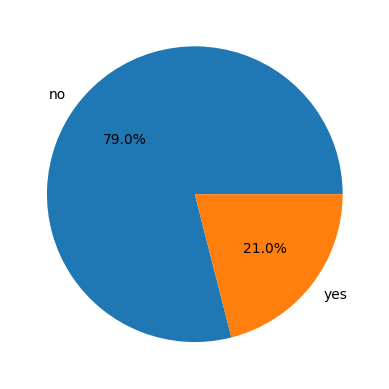 no
79.0%
21.0%
yes